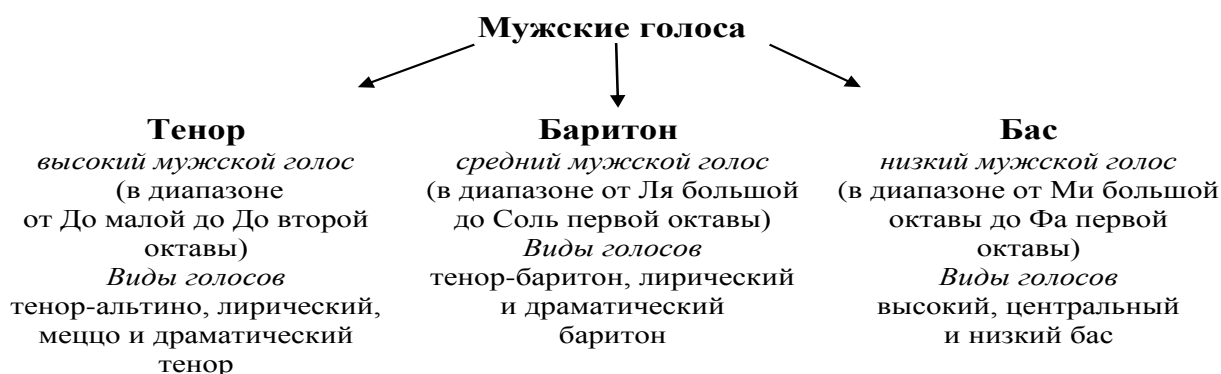 Мужские голоса
Тенор
высокий мужской голос
(в диапазоне
от До малой до До второй
октавы)
Виды голосов
тенор-альтино, лирический,
меццо и драматический
тенор
Баритон
средний мужской голос
(в диапазоне от Ля большой
до Соль первой октавы)
Виды голосов
тенор-баритон, лирический
и драматический
баритон
Бас
низкий мужской голос
(в диапазоне от Ми большой
октавы до Фа первой
октавы)
Виды голосов
высокий, центральный
и низкий бас